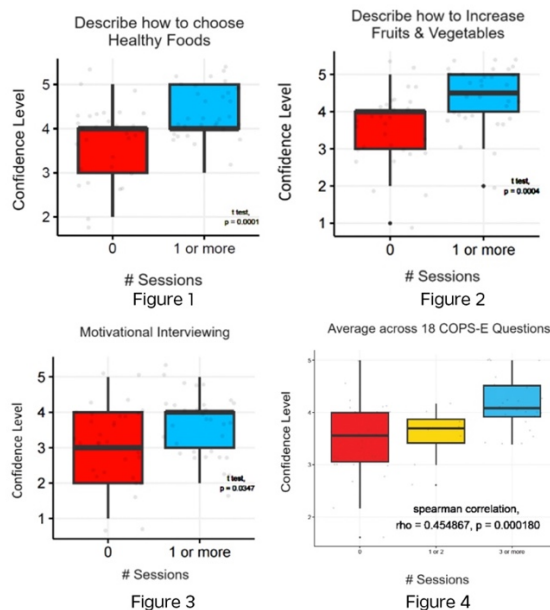 Describe how to choose
Healthy Foods
Confidence Level
5
4
3
2
t test,
p = 0.0001
0
1 or more
# Sessions
Figure 1
Describe how to Increase
Fruits & Vegetables
Confidence Level
5
4
3
2
1
t test,
p = 0.0004
0
1 or more
# Sessions
Figure 2
Motivational Interviewing
Confidence Level
5
4
3
2
1
t test,
p = 0.0347
0
1 or more
# Sessions
Figure 3
Average across 18 COPS-E Questions
Confidence Level
5
4
3
2
spearman correlation,
rho = 0.454867, p = 0.000180
0
1 or 2
3 or more
# Sessions
Figure 4